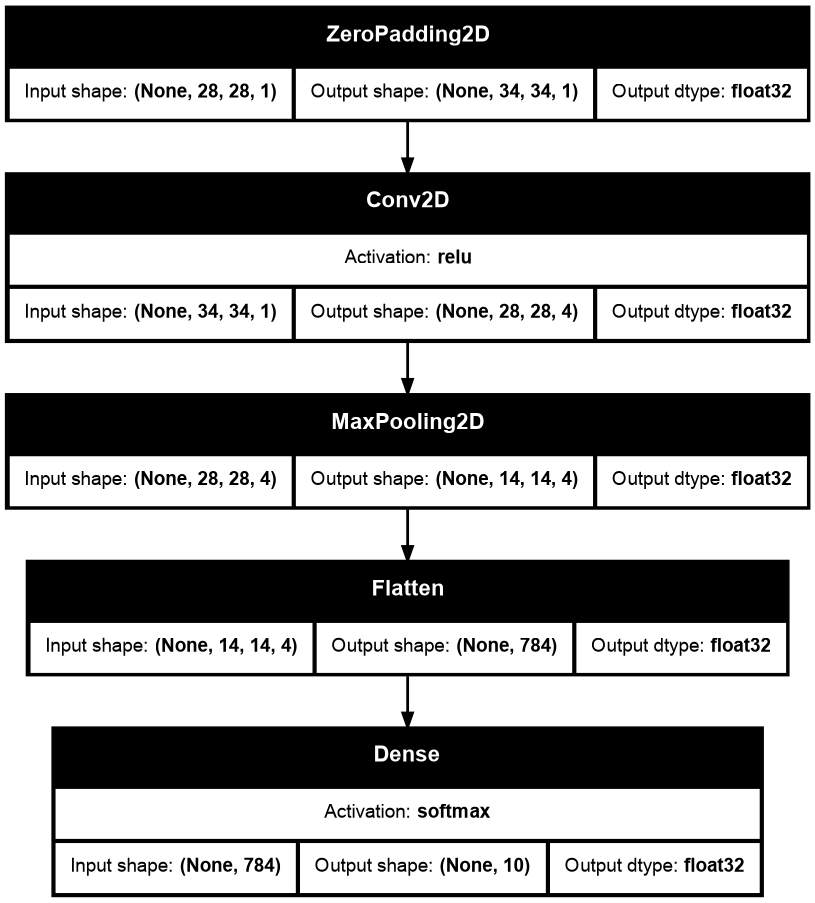 ZeroPadding2D
Input shape: (None, 28, 28, 1) Output shape: (None, 34, 34, 1) Output dtype: float32
Conv2D
Activation: relu
Input shape: (None, 34, 34, 1) Output shape: (None, 28, 28, 4) Output dtype: float32
MaxPooling2D
Input shape: (None, 28, 28, 4) Output shape: (None, 14, 14, 4) Output dtype: float32
Flatten
Input shape: (None, 14, 14, 4) Output shape: (None, 784) Output dtype: float32
Dense
Activation: softmax
Input shape: (None, 784) Output shape: (None, 10) Output dtype: float32